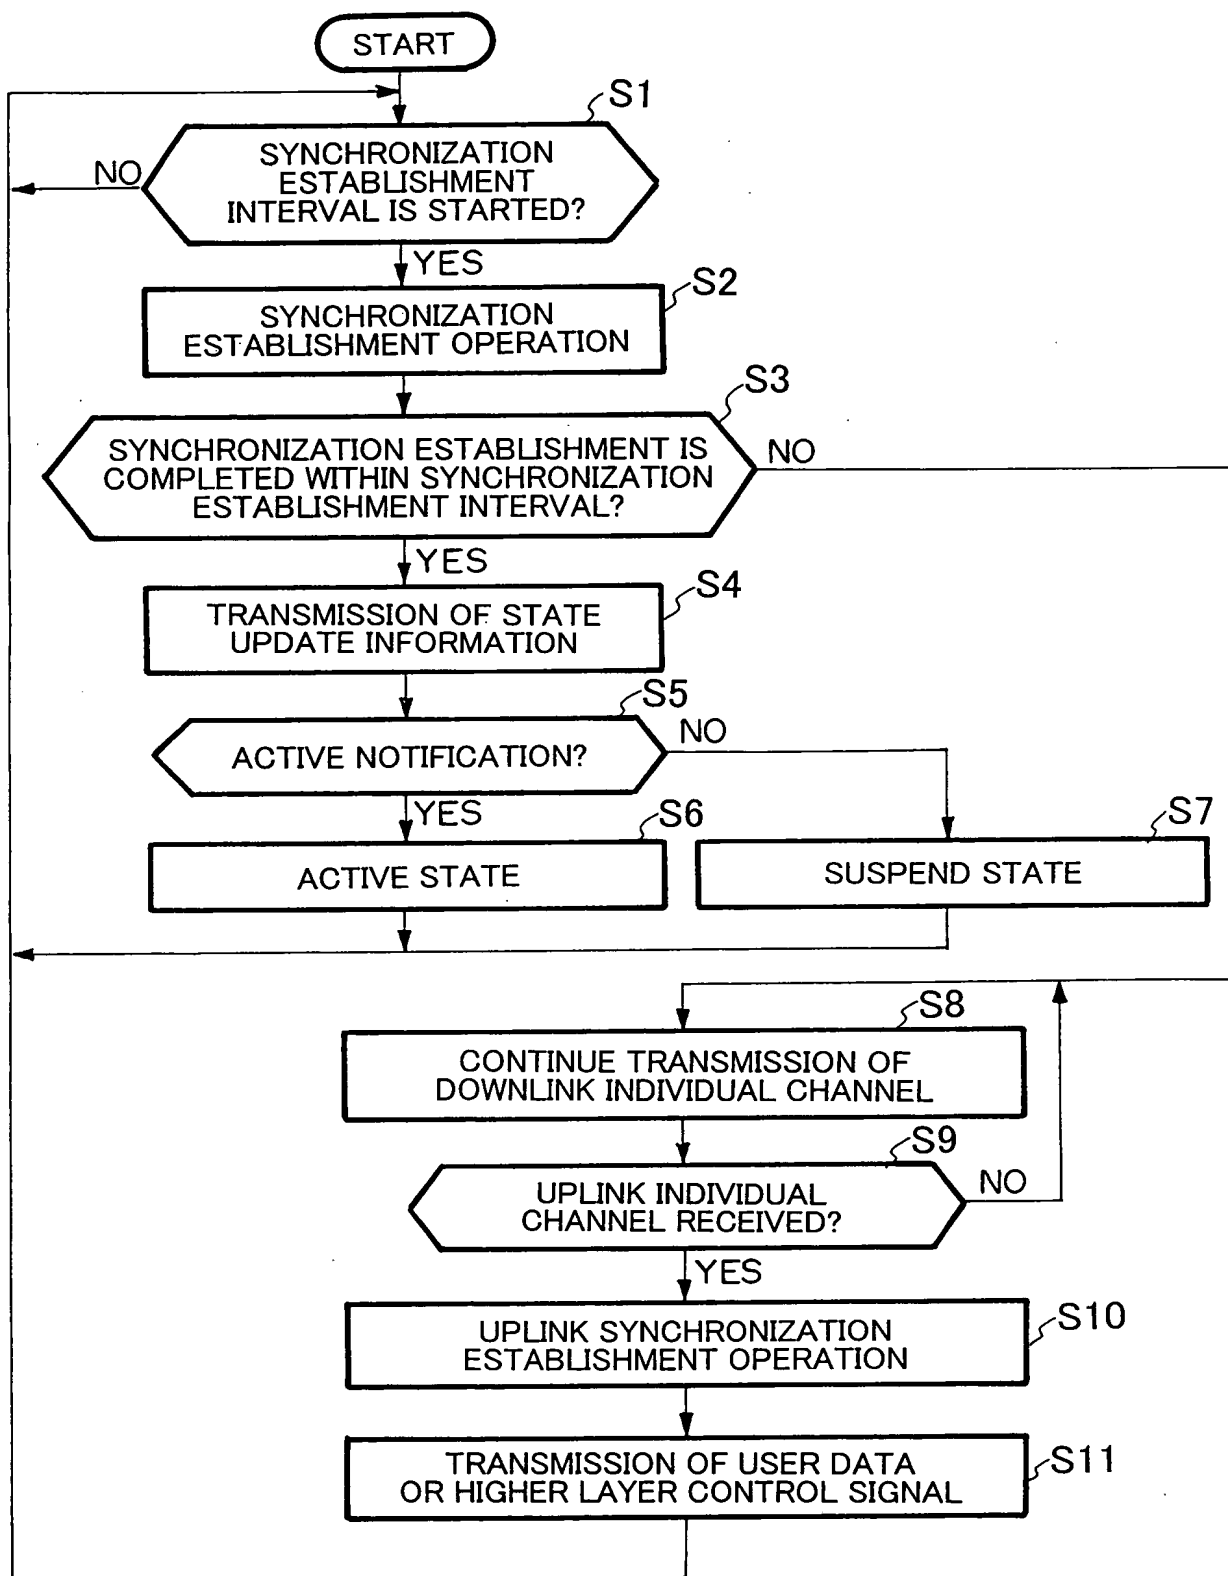 START
S1
SYNCHRONIZATION
ESTABLISHMENT
INTERVAL IS STARTED?
NO
YES
S2
SYNCHRONIZATION
ESTABLISHMENT OPERATION
S3
SYNCHRONIZATION ESTABLISHMENT IS
COMPLETED WITHIN SYNCHRONIZATION
ESTABLISHMENT INTERVAL?
NO
YES
S4
TRANSMISSION OF STATE
UPDATE INFORMATION
S5
ACTIVE NOTIFICATION?
NO
YES
S6
ACTIVE STATE
S7
SUSPEND STATE
S8
CONTINUE TRANSMISSION OF
DOWNLINK INDIVIDUAL CHANNEL
S9
UPLINK INDIVIDUAL
CHANNEL RECEIVED?
NO
YES
S10
UPLINK SYNCHRONIZATION
ESTABLISHMENT OPERATION
S11
TRANSMISSION OF USER DATA
OR HIGHER LAYER CONTROL SIGNAL